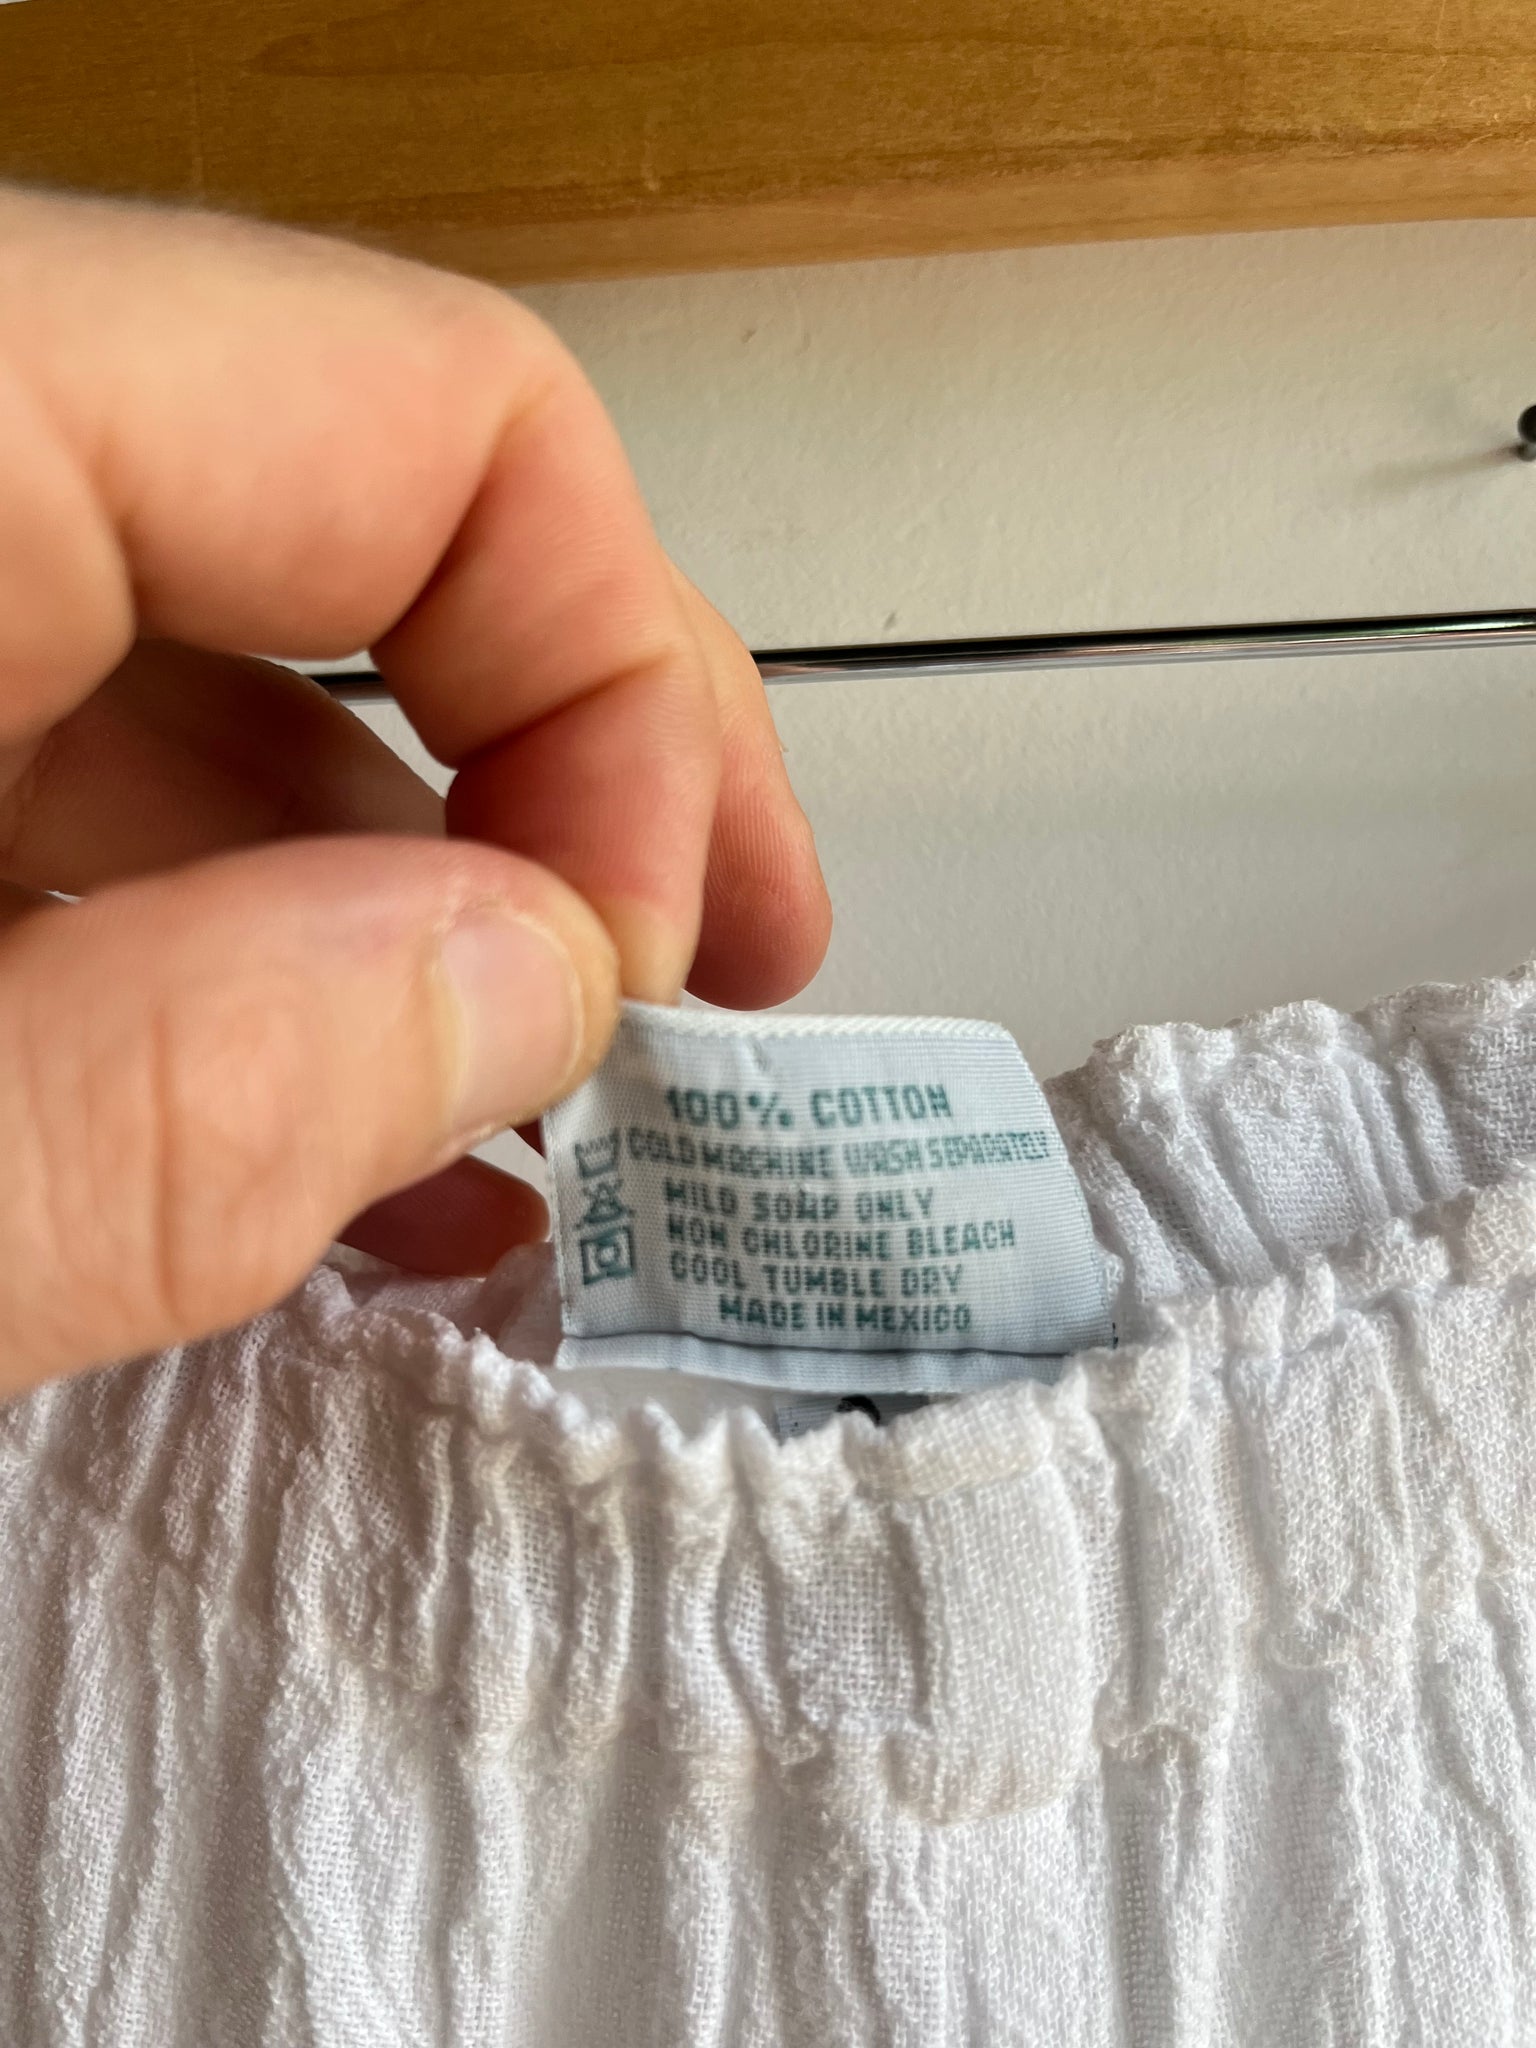 100% COTTON
COLD MACHINE WASH SEPARATELY
MILD SOAP ONLY
NON CHLORINE BLEACH
COOL TUMBLE DRY
MADE IN MEXICO